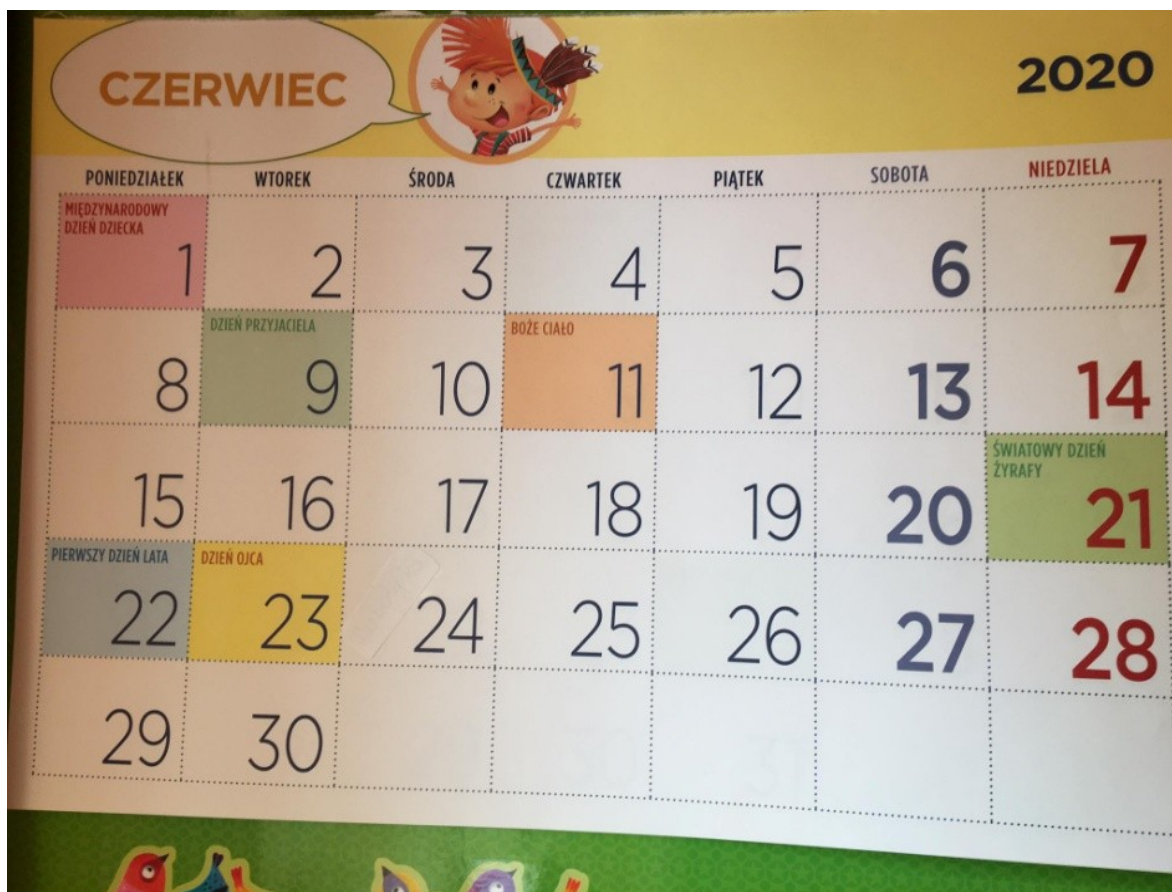 CZERWIEC
2020
PONIEDZIAŁEK WTOREK ŚRODA CZWARTEK PIĄTEK SOBOTA NIEDZIELA
MIĘDZYNARODOWY
DZIEŃ DZIECKA
1 2 3 4 5 6 7
DZIEŃ PRZYJACIELA BOŻE CIAŁO
8 9 10 11 12 13 14
ŚWIATOWY DZIEŃ
ŻYRAFY
15 16 17 18 19 20 21
PIERWSZY DZIEŃ LATA DZIEŃ OJCA
22 23 24 25 26 27 28
29 30